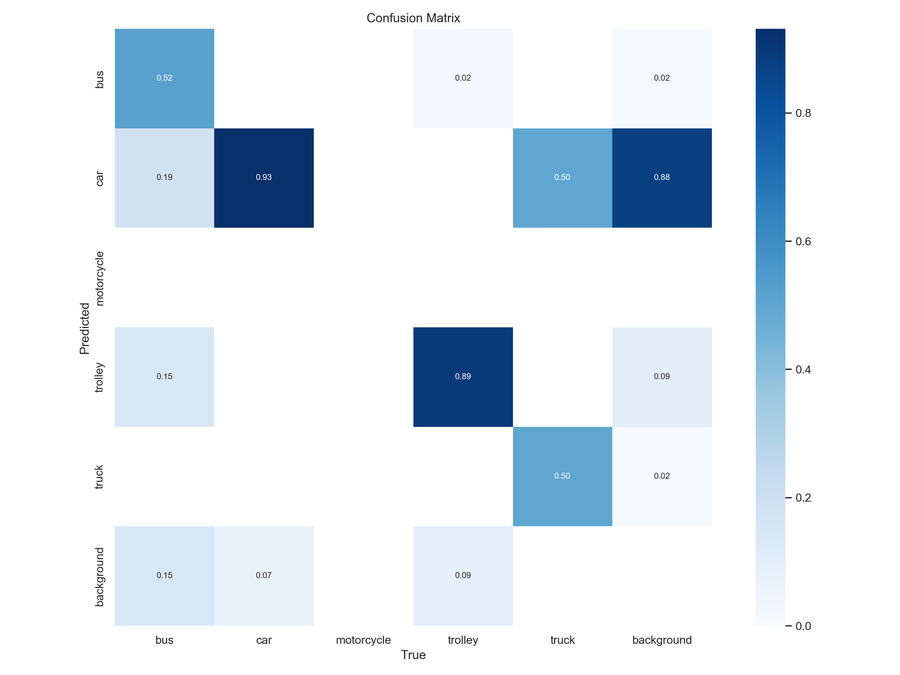 Confusion Matrix
bus
0.52
0.02
0.02
0.8
car
0.19
0.93
0.50
0.88
0.6
motorcycle
Predicted
trolley
0.15
0.89
0.09
0.4
truck
0.50
0.02
0.2
background
0.15
0.07
0.09
0.0
bus car motorcycle trolley truck background
True